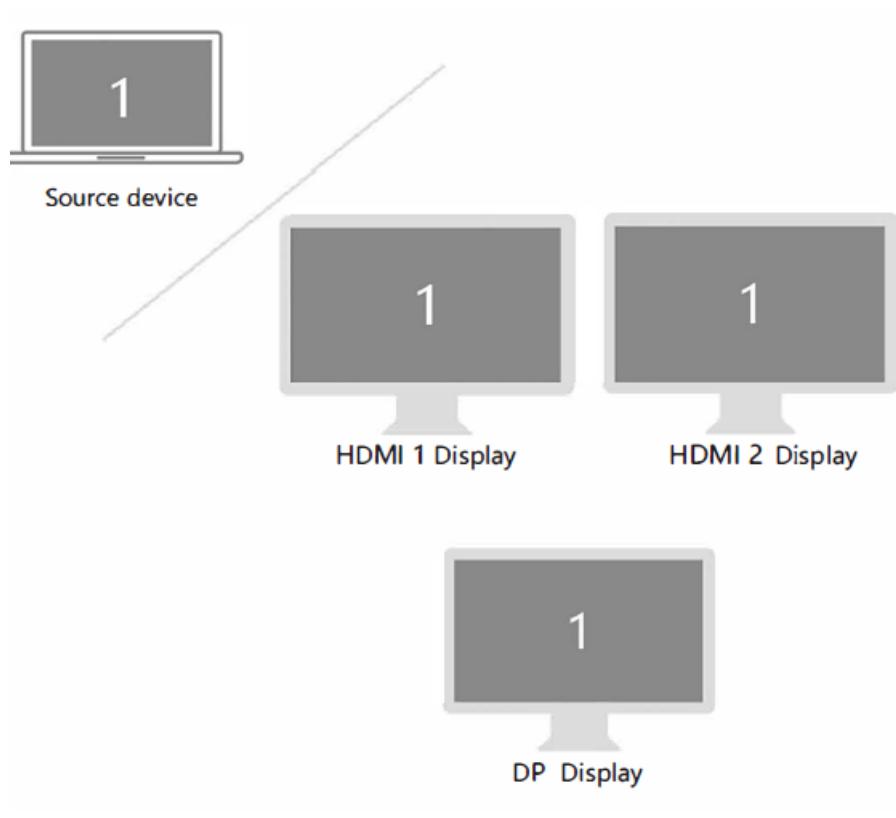 1
Source device
1
1
HDMI 1 Display
HDMI 2 Display
1
DP Display